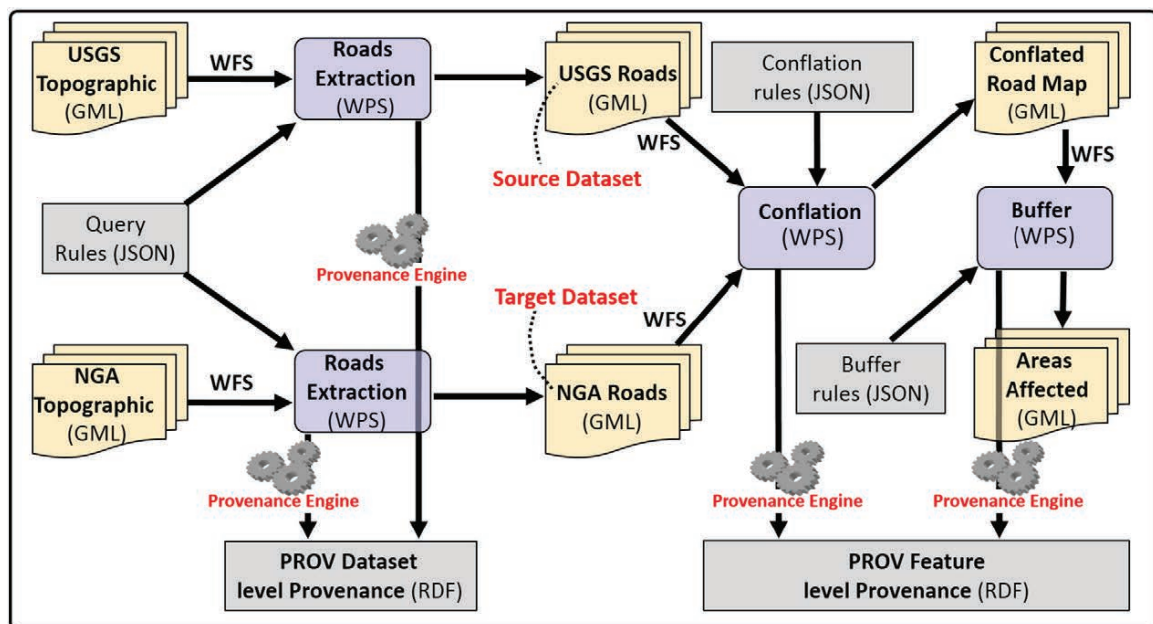 USGS
Topographic
(GML)
WFS
Roads
Extraction
(WPS)
USGS Roads
(GML)
Conflation
rules (JSON)
Conflated
Road Map
(GML)
WFS
WFS
Source Dataset
Query
Rules (JSON)
Conflation
(WPS)
Buffer
(WPS)
Provenance Engine
Target Dataset
WFS
NGA
Topographic
(GML)
WFS
Roads
Extraction
(WPS)
NGA Roads
(GML)
Buffer
rules (JSON)
Areas
Affected
(GML)
Provenance Engine
Provenance Engine
Provenance Engine
PROV Dataset
level Provenance (RDF)
PROV Feature
level Provenance (RDF)